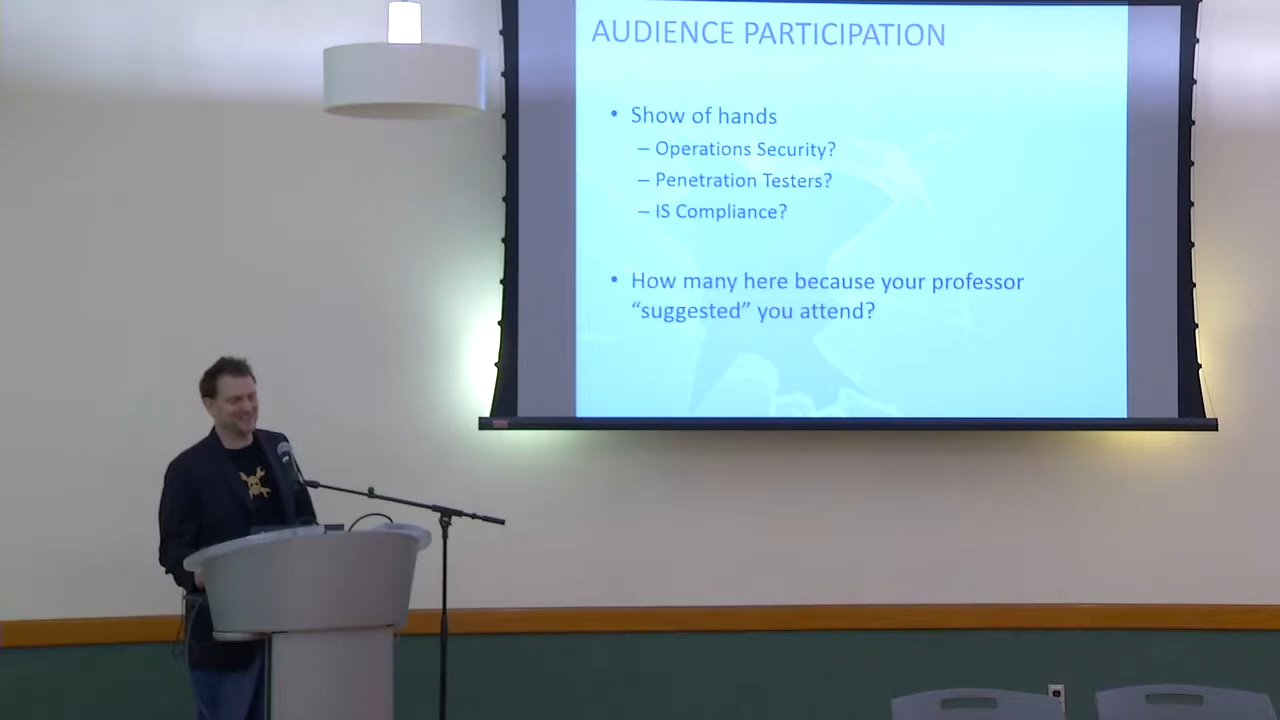 AUDIENCE PARTICIPATION
• Show of hands
– Operations Security?
– Penetration Testers?
– IS Compliance?
• How many here because your professor
“suggested” you attend?